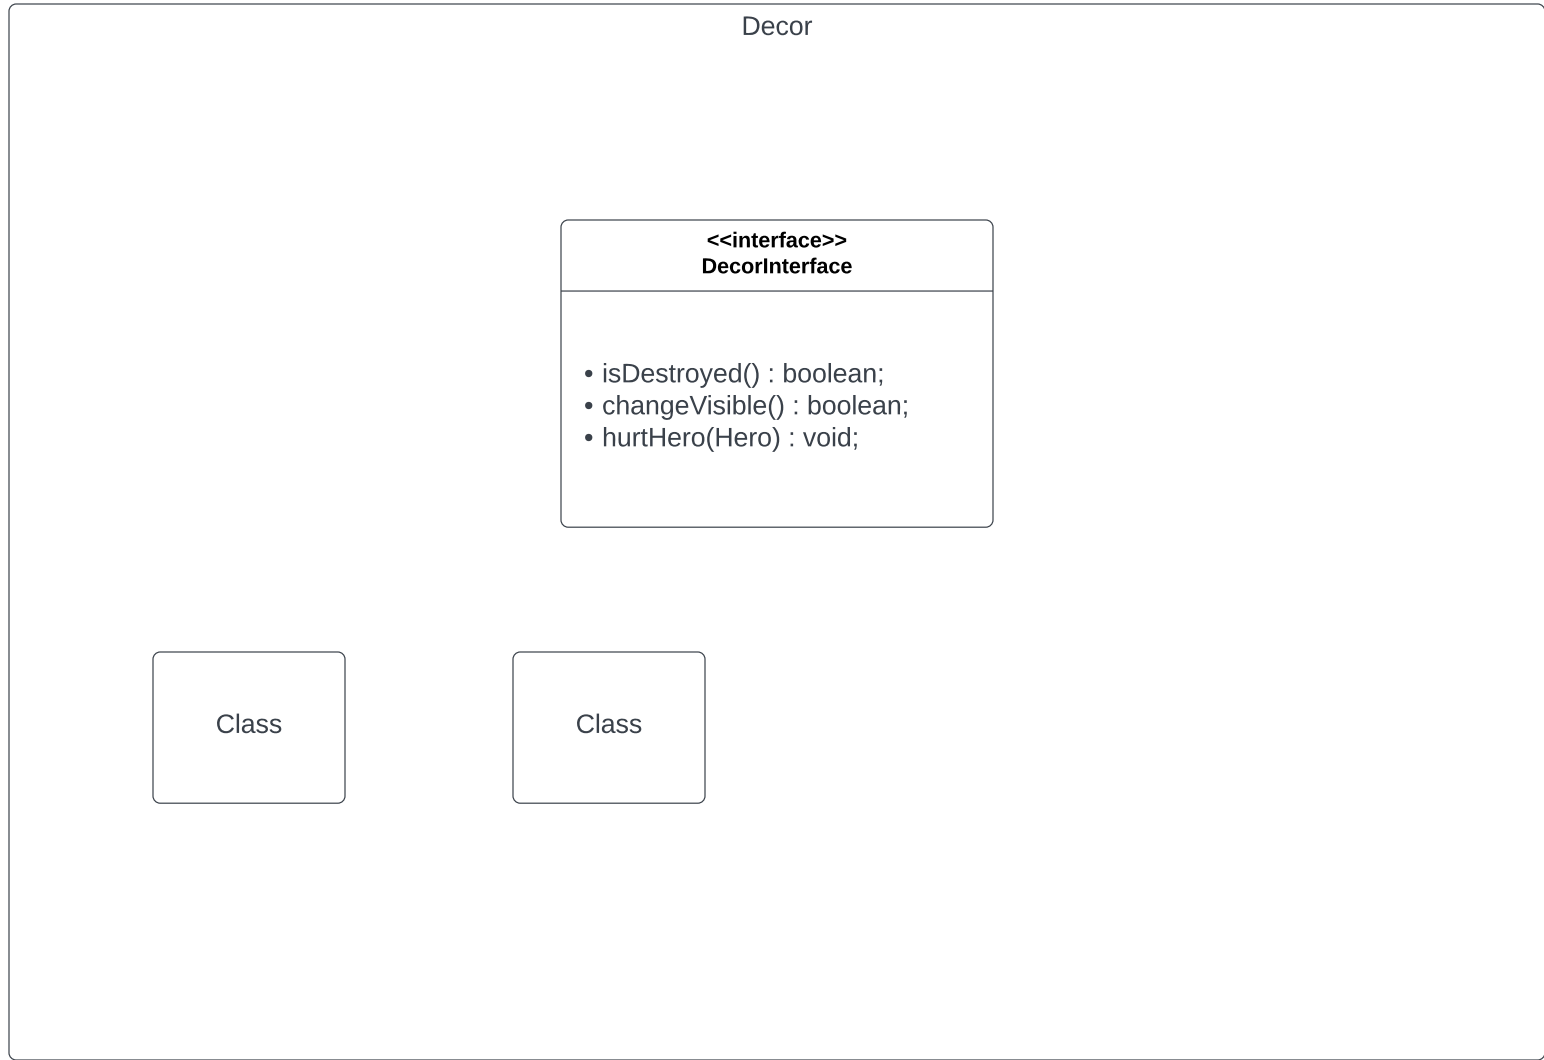 Decor
<<interface>>
DecorInterface
• isDestroyed() : boolean;
• changeVisible() : boolean;
• hurtHero(Hero) : void;
Class
Class